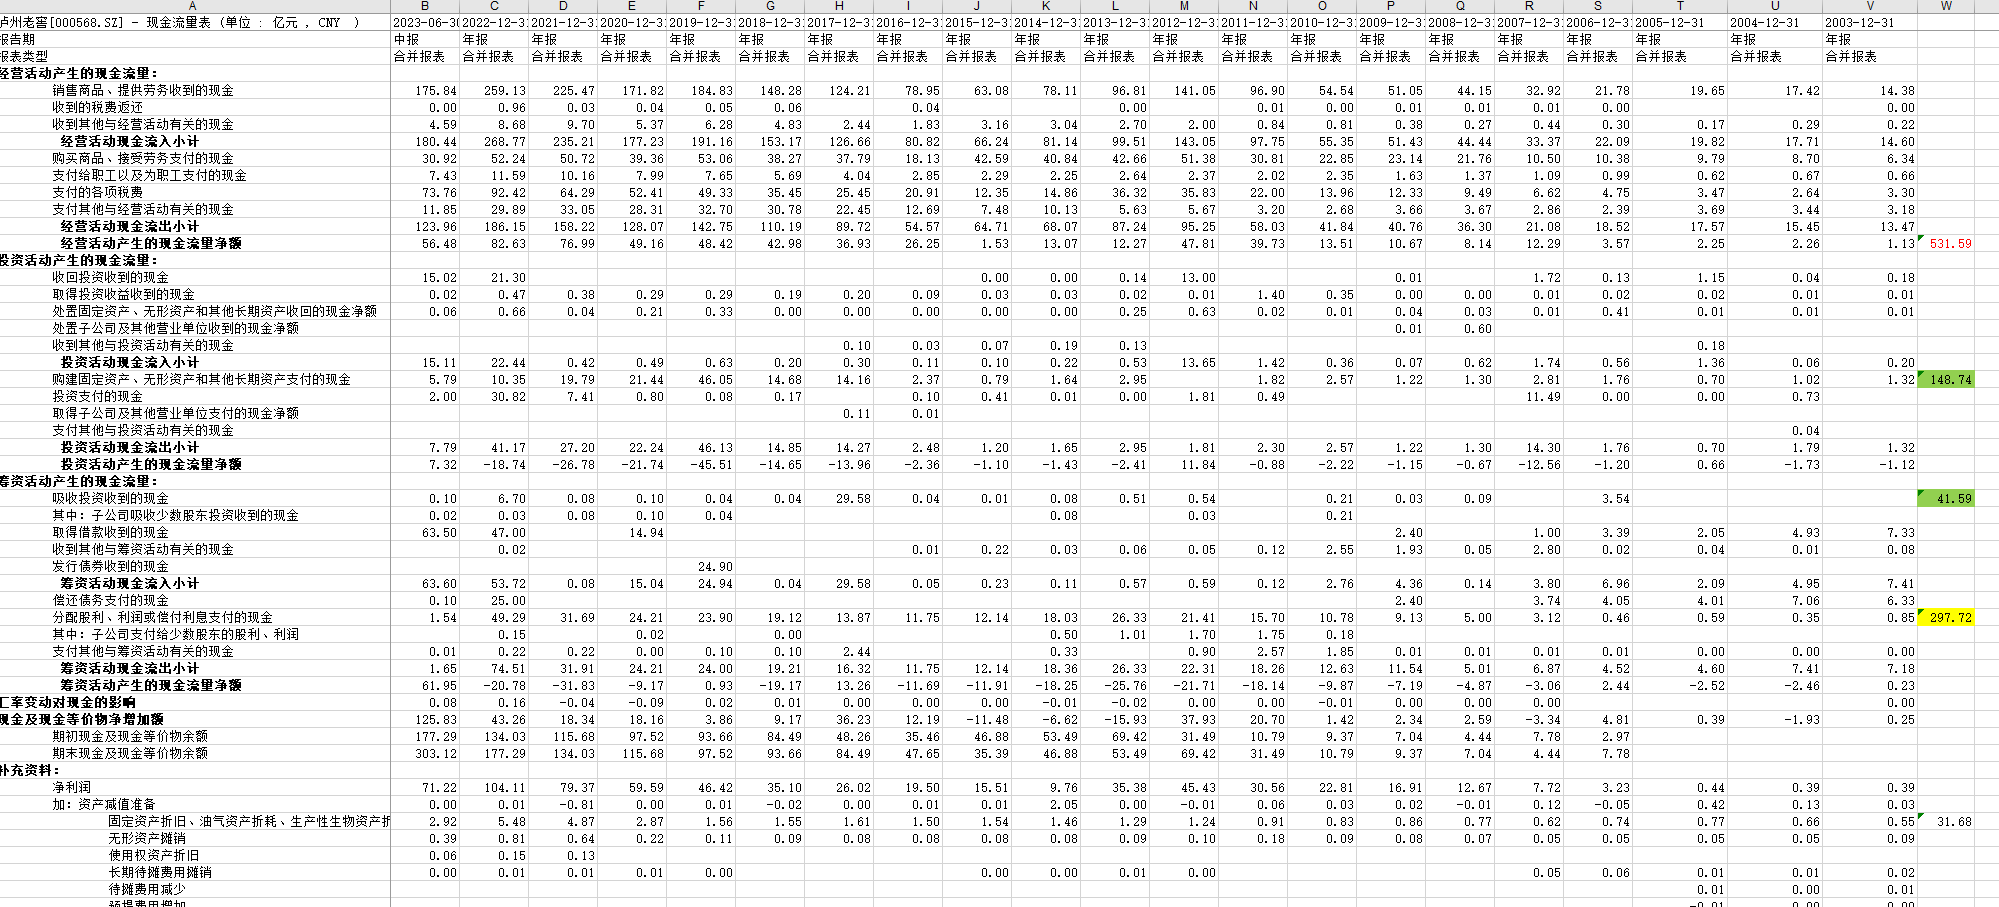 A B C D E F G H I J K L M N O P Q R S T U V W
泸州老窖[000568.SZ] - 现金流量表 (单位 : 亿元 , CNY ) 2023-06-30 2022-12-3 2021-12-3 2020-12-3 2019-12-3 2018-12-3 2017-12-3 2016-12-3 2015-12-3 2014-12-3 2013-12-3 2012-12-3 2011-12-3 2010-12-3 2009-12-3 2008-12-3 2007-12-3 2006-12-3 2005-12-31 2004-12-31 2003-12-31
报告期 中报 年报 年报 年报 年报 年报 年报 年报 年报 年报 年报 年报 年报 年报 年报 年报 年报 年报 年报 年报 年报
报表类型 合并报表 合并报表 合并报表 合并报表 合并报表 合并报表 合并报表 合并报表 合并报表 合并报表 合并报表 合并报表 合并报表 合并报表 合并报表 合并报表 合并报表 合并报表 合并报表 合并报表 合并报表
经营活动产生的现金流量:
销售商品、提供劳务收到的现金 175.84 259.13 225.47 171.82 184.83 148.28 124.21 78.95 63.08 78.11 96.81 141.05 96.90 54.54 51.05 44.15 32.92 21.78 19.65 17.42 14.38
收到的税费返还 0.00 0.96 0.03 0.04 0.05 0.06 0.04 0.00 0.01 0.00 0.01 0.01 0.01 0.00 0.00
收到其他与经营活动有关的现金 4.59 8.68 9.70 5.37 6.28 4.83 2.44 1.83 3.16 3.04 2.70 2.00 0.84 0.81 0.38 0.27 0.44 0.30 0.17 0.29 0.22
经营活动现金流入小计 180.44 268.77 235.21 177.23 191.16 153.17 126.66 80.82 66.24 81.14 99.51 143.05 97.75 55.35 51.43 44.44 33.37 22.09 19.82 17.71 14.60
购买商品、接受劳务支付的现金 30.92 52.24 50.72 39.36 53.06 38.27 37.79 18.13 42.59 40.84 42.66 51.38 30.81 22.85 23.14 21.76 10.50 10.38 9.79 8.70 6.34
支付给职工以及为职工支付的现金 7.43 11.59 10.16 7.99 7.65 5.69 4.04 2.85 2.29 2.25 2.64 2.37 2.02 2.35 1.63 1.37 1.09 0.99 0.62 0.67 0.66
支付的各项税费 73.76 92.42 64.29 52.41 49.33 35.45 25.45 20.91 12.35 14.86 36.32 35.83 22.00 13.96 12.33 9.49 6.62 4.75 3.47 2.64 3.30
支付其他与经营活动有关的现金 11.85 29.89 33.05 28.31 32.70 30.78 22.45 12.69 7.48 10.13 5.63 5.67 3.20 2.68 3.66 3.67 2.86 2.39 3.69 3.44 3.18
经营活动现金流出小计 123.96 186.15 158.22 128.07 142.75 110.19 89.72 54.57 64.71 68.07 87.24 95.25 58.03 41.84 40.76 36.30 21.08 18.52 17.57 15.45 13.47
经营活动产生的现金流量净额 56.48 82.63 76.99 49.16 48.42 42.98 36.93 26.25 1.53 13.07 12.27 47.81 39.73 13.51 10.67 8.14 12.29 3.57 2.25 2.26 1.13 531.59
投资活动产生的现金流量:
收回投资收到的现金 15.02 21.30 0.00 0.00 0.14 13.00 0.01 1.72 0.13 1.15 0.04 0.18
取得投资收益收到的现金 0.02 0.47 0.38 0.29 0.29 0.19 0.20 0.09 0.03 0.03 0.02 0.01 1.40 0.35 0.00 0.00 0.01 0.02 0.02 0.01 0.01
处置固定资产、无形资产和其他长期资产收回的现金净额 0.06 0.66 0.04 0.21 0.33 0.00 0.00 0.00 0.00 0.00 0.25 0.63 0.02 0.01 0.04 0.03 0.01 0.41 0.01 0.01 0.01
处置子公司及其他营业单位收到的现金净额 0.01 0.60
收到其他与投资活动有关的现金 0.10 0.03 0.07 0.19 0.13 0.18
投资活动现金流入小计 15.11 22.44 0.42 0.49 0.63 0.20 0.30 0.11 0.10 0.22 0.53 13.65 1.42 0.36 0.07 0.62 1.74 0.56 1.36 0.06 0.20
购建固定资产、无形资产和其他长期资产支付的现金 5.79 10.35 19.79 21.44 46.05 14.68 14.16 2.37 0.79 1.64 2.95 1.82 2.57 1.22 1.30 2.81 1.76 0.70 1.02 1.32 148.74
投资支付的现金 2.00 30.82 7.41 0.80 0.08 0.17 0.10 0.41 0.01 0.00 1.81 0.49 11.49 0.00 0.00 0.73
取得子公司及其他营业单位支付的现金净额 0.11 0.01
支付其他与投资活动有关的现金 0.04
投资活动现金流出小计 7.79 41.17 27.20 22.24 46.13 14.85 14.27 2.48 1.20 1.65 2.95 1.81 2.30 2.57 1.22 1.30 14.30 1.76 0.70 1.79 1.32
投资活动产生的现金流量净额 7.32 -18.74 -26.78 -21.74 -45.51 -14.65 -13.96 -2.36 -1.10 -1.43 -2.41 11.84 -0.88 -2.22 -1.15 -0.67 -12.56 -1.20 0.66 -1.73 -1.12
筹资活动产生的现金流量:
吸收投资收到的现金 0.10 6.70 0.08 0.10 0.04 0.04 29.58 0.04 0.01 0.08 0.51 0.54 0.21 0.03 0.09 3.54 41.59
其中: 子公司吸收少数股东投资收到的现金 0.02 0.03 0.08 0.10 0.04 0.08 0.03 0.21
取得借款收到的现金 63.50 47.00 14.94 2.40 1.00 3.39 2.05 4.93 7.33
收到其他与筹资活动有关的现金 0.02 0.01 0.22 0.03 0.06 0.05 0.12 2.55 1.93 0.05 2.80 0.02 0.04 0.01 0.08
发行债券收到的现金 24.90
筹资活动现金流入小计 63.60 53.72 0.08 15.04 24.94 0.04 29.58 0.05 0.23 0.11 0.57 0.59 0.12 2.76 4.36 0.14 3.80 6.96 2.09 4.95 7.41
偿还债务支付的现金 0.10 25.00 2.40 3.74 4.05 4.01 7.06 6.33
分配股利、利润或偿付利息支付的现金 1.54 49.29 31.69 24.21 23.90 19.12 13.87 11.75 12.14 18.03 26.33 21.41 15.70 10.78 9.13 5.00 3.12 0.46 0.59 0.35 0.85 297.72
其中: 子公司支付给少数股东的股利、利润 0.15 0.02 0.00 0.50 1.01 1.70 1.75 0.18
支付其他与筹资活动有关的现金 0.01 0.22 0.22 0.00 0.10 0.10 2.44 0.33 0.90 2.57 1.85 0.01 0.01 0.01 0.01 0.00 0.00 0.00
筹资活动现金流出小计 1.65 74.51 31.91 24.21 24.00 19.21 16.32 11.75 12.14 18.36 26.33 22.31 18.26 12.63 11.54 5.01 6.87 4.52 4.60 7.41 7.18
筹资活动产生的现金流量净额 61.95 -20.78 -31.83 -9.17 0.93 -19.17 13.26 -11.69 -11.91 -18.25 -25.76 -21.71 -18.14 -9.87 -7.19 -4.87 -3.06 2.44 -2.52 -2.46 0.23
汇率变动对现金的影响 0.08 0.16 -0.04 -0.09 0.02 0.01 0.00 0.00 0.00 -0.01 -0.02 0.00 0.00 -0.01 0.00 0.00 0.00 0.00
现金及现金等价物净增加额 125.83 43.26 18.34 18.16 3.86 9.17 36.23 12.19 -11.48 -6.62 -15.93 37.93 20.70 1.42 2.34 2.59 -3.34 4.81 0.39 -1.93 0.25
期初现金及现金等价物余额 177.29 134.03 115.68 97.52 93.66 84.49 48.26 35.46 46.88 53.49 69.42 31.49 10.79 9.37 7.04 4.44 7.78 2.97
期末现金及现金等价物余额 303.12 177.29 134.03 115.68 97.52 93.66 84.49 47.65 35.39 46.88 53.49 69.42 31.49 10.79 9.37 7.04 4.44 7.78
补充资料:
净利润 71.22 104.11 79.37 59.59 46.42 35.10 26.02 19.50 15.51 9.76 35.38 45.43 30.56 22.81 16.91 12.67 7.72 3.23 0.44 0.39 0.39
加: 资产减值准备 0.00 0.01 -0.81 0.00 0.01 -0.02 0.00 0.01 0.01 2.05 0.00 -0.01 0.06 0.03 0.02 -0.01 0.12 -0.05 0.42 0.13 0.03
固定资产折旧、油气资产折耗、生产性生物资产折 2.92 5.48 4.87 2.87 1.56 1.55 1.61 1.50 1.54 1.46 1.29 1.24 0.91 0.83 0.86 0.77 0.62 0.74 0.77 0.66 0.55 31.68
无形资产摊销 0.39 0.81 0.64 0.22 0.11 0.09 0.08 0.08 0.08 0.08 0.09 0.10 0.18 0.09 0.08 0.07 0.05 0.05 0.05 0.05 0.09
使用权资产折旧 0.06 0.15 0.13
长期待摊费用摊销 0.00 0.01 0.01 0.01 0.00 0.00 0.00 0.01 0.00 0.05 0.06 0.01 0.01 0.02
待摊费用减少 0.01 0.00 0.01
预提费用增加 -0.01 0.00 0.00